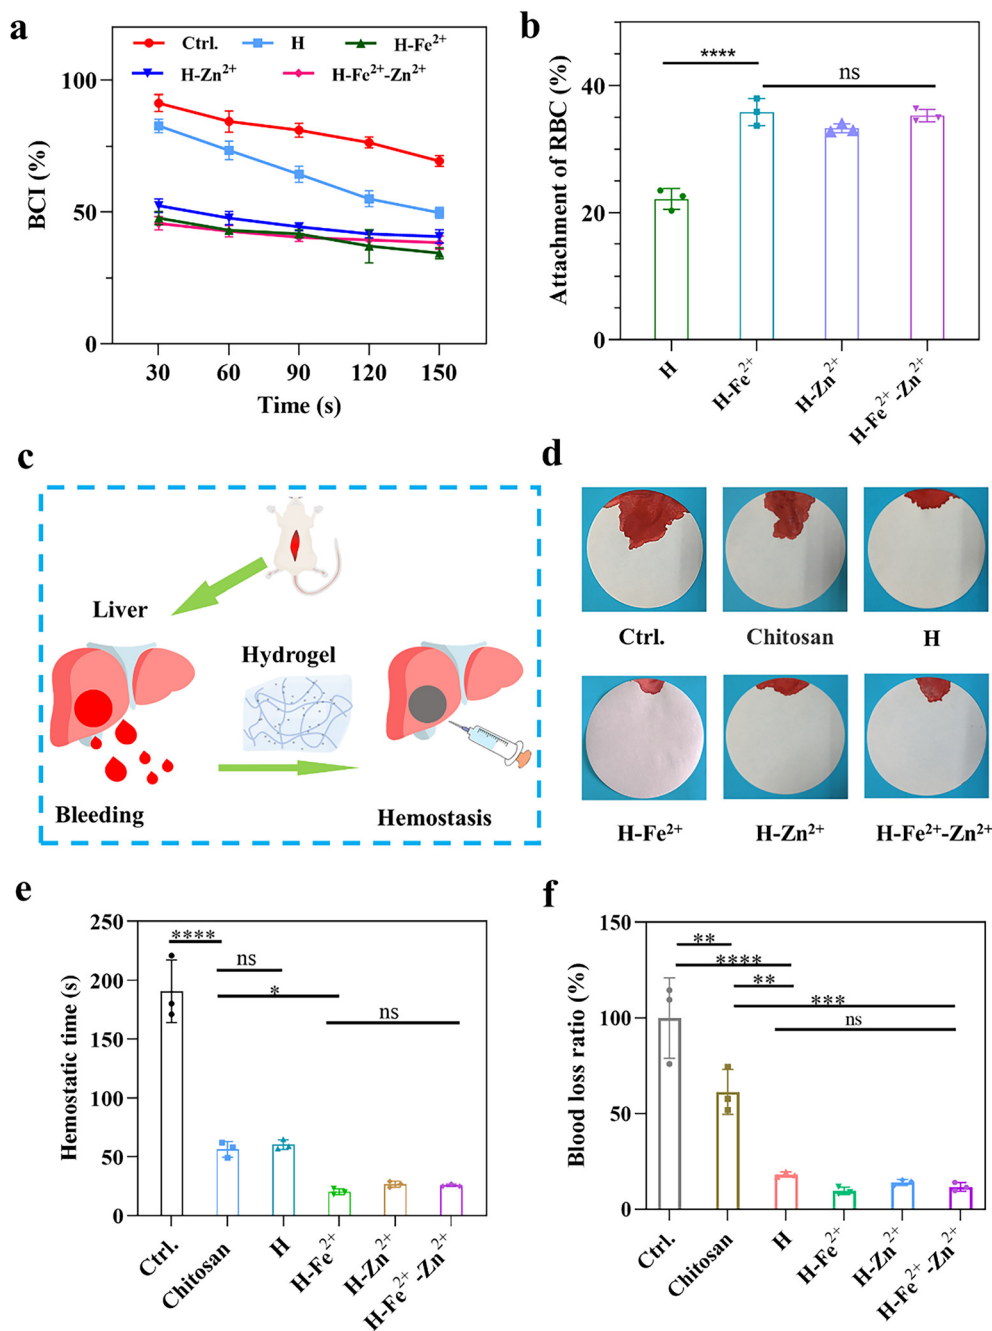 a
Ctrl.
H
H-Fe²⁺
H-Zn²⁺
H-Fe²⁺-Zn²⁺
BCI (%)
100
50
0
30 60 90 120 150
Time (s)
b
****
ns
Attachment of RBC (%)
40
20
0
H
H-Fe²⁺
H-Zn²⁺
H-Fe²⁺-Zn²⁺
c
Liver
Hydrogel
Bleeding
Hemostasis
d
Ctrl.
Chitosan
H
H-Fe²⁺
H-Zn²⁺
H-Fe²⁺-Zn²⁺
e
****
ns
*
ns
Hemostatic time (s)
250
200
150
100
50
0
Ctrl.
Chitosan
H
H-Fe²⁺
H-Zn²⁺
H-Fe²⁺-Zn²⁺
f
**
****
**
***
ns
Blood loss ratio (%)
150
100
50
0
Ctrl.
Chitosan
H
H-Fe²⁺
H-Zn²⁺
H-Fe²⁺-Zn²⁺